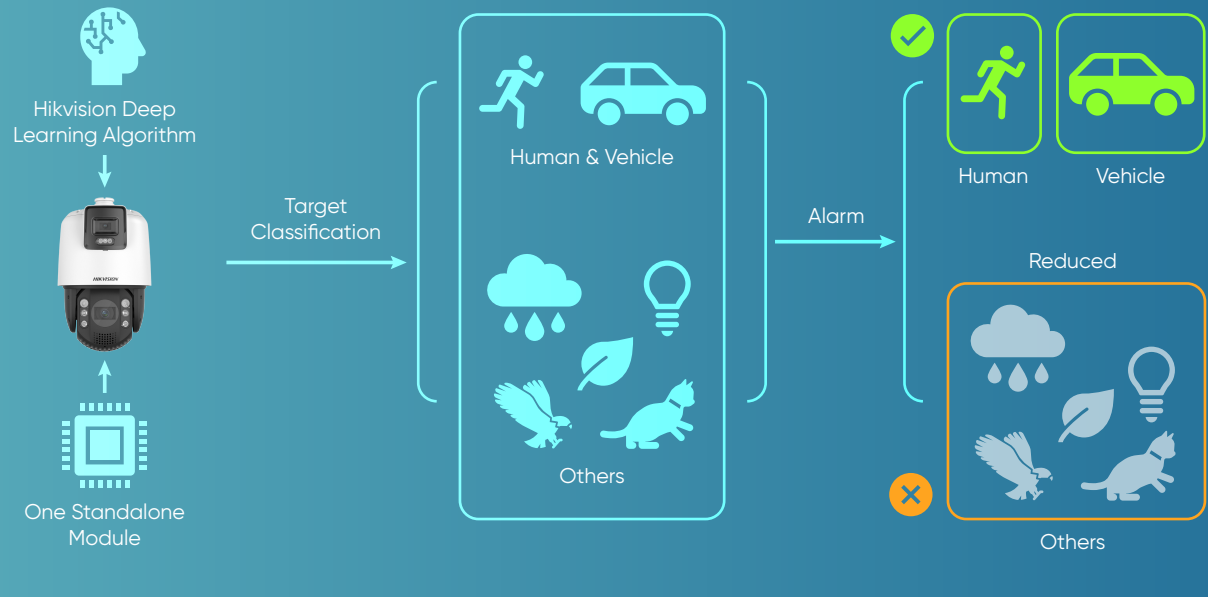 Hikvision Deep
Learning Algorithm
HIKVISION
One Standalone
Module
Target
Classification
Human & Vehicle
Others
Alarm
Human
Vehicle
Reduced
Others